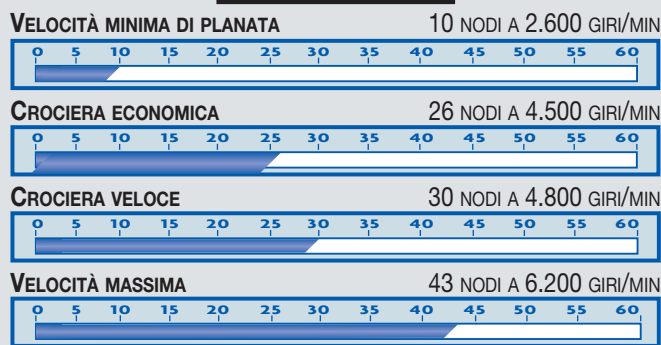 VELOCITÀ MINIMA DI PLANATA 10 NODI A 2.600 GIRI/MIN
0 5 10 15 20 25 30 35 40 45 50 55 60
CROCIERA ECONOMICA 26 NODI A 4.500 GIRI/MIN
0 5 10 15 20 25 30 35 40 45 50 55 60
CROCIERA VELOCE 30 NODI A 4.800 GIRI/MIN
0 5 10 15 20 25 30 35 40 45 50 55 60
VELOCITÀ MASSIMA 43 NODI A 6.200 GIRI/MIN
0 5 10 15 20 25 30 35 40 45 50 55 60